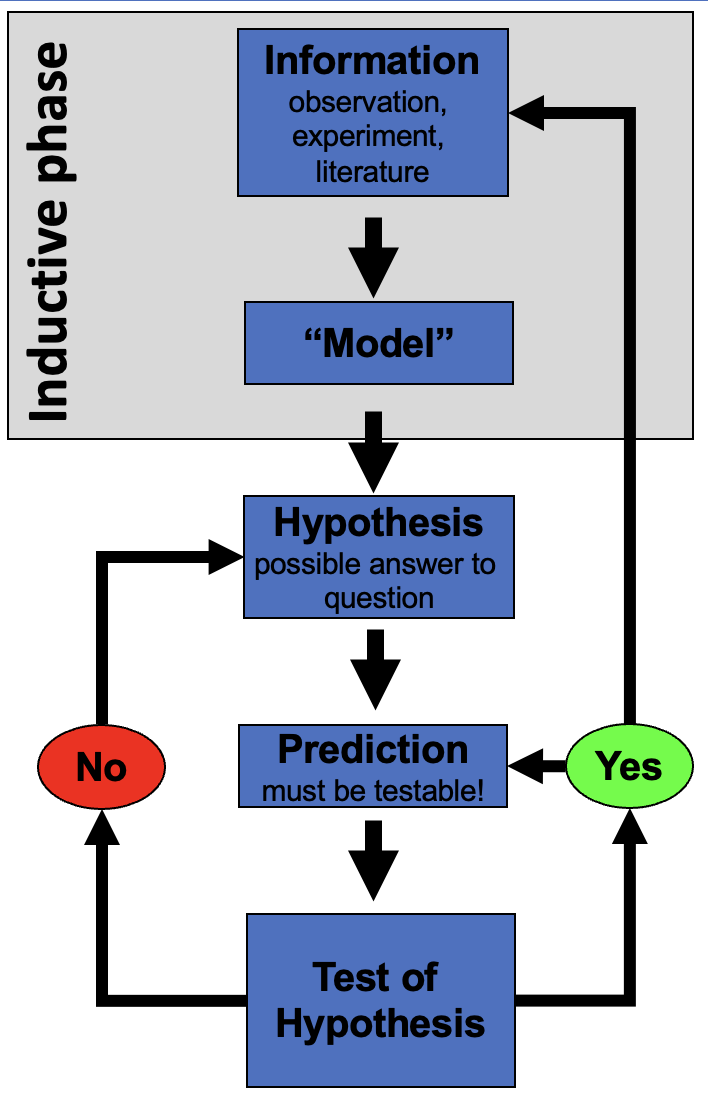 Inductive phase
Information
observation,
experiment,
literature
“Model”
Hypothesis
possible answer to
question
No
Prediction
must be testable!
Yes
Test of
Hypothesis